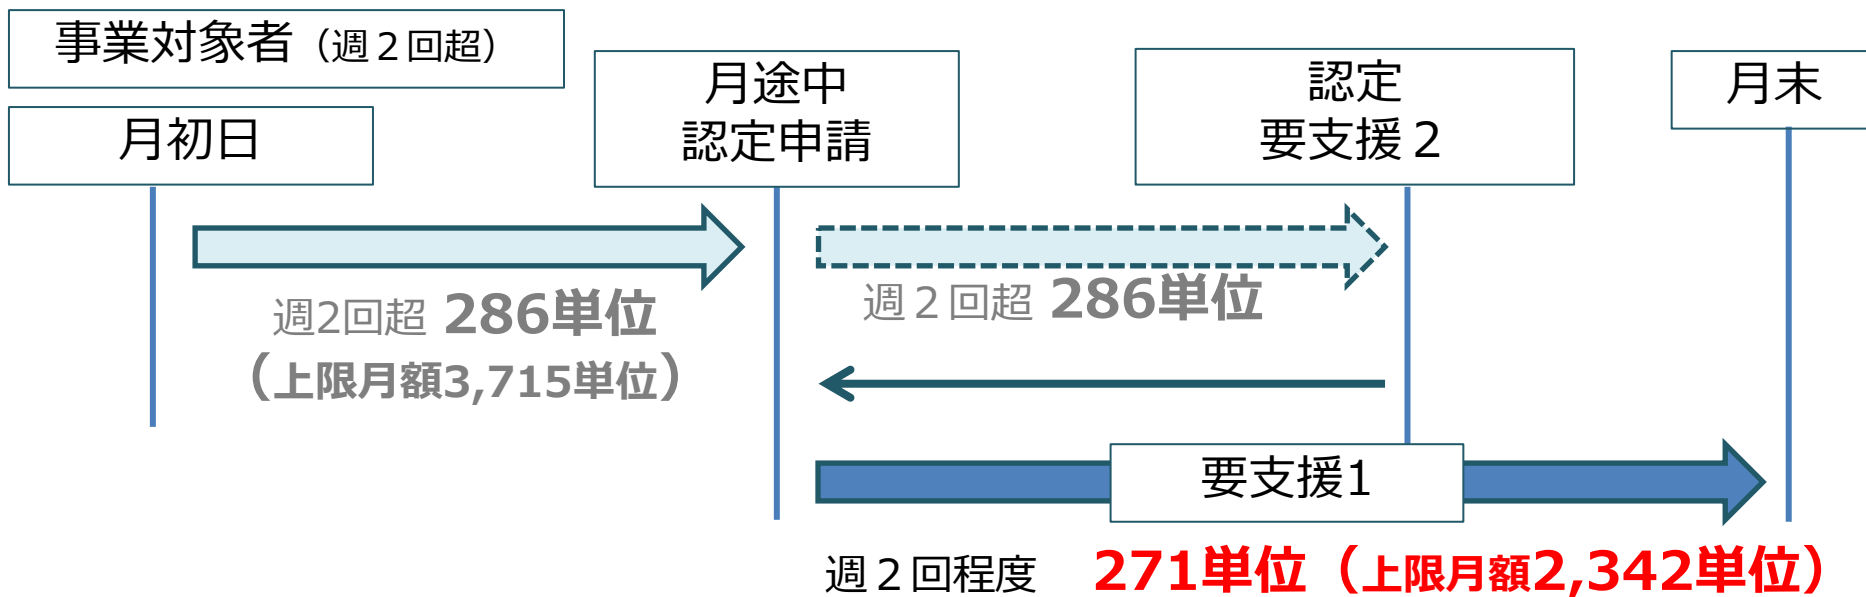 事業対象者（週２回超）
月初日
月途中
認定申請
認定
要支援２
月末
週2回超 286単位
（上限月額3,715単位）
週２回超 286単位
要支援1
週２回程度 271単位（上限月額2,342単位）